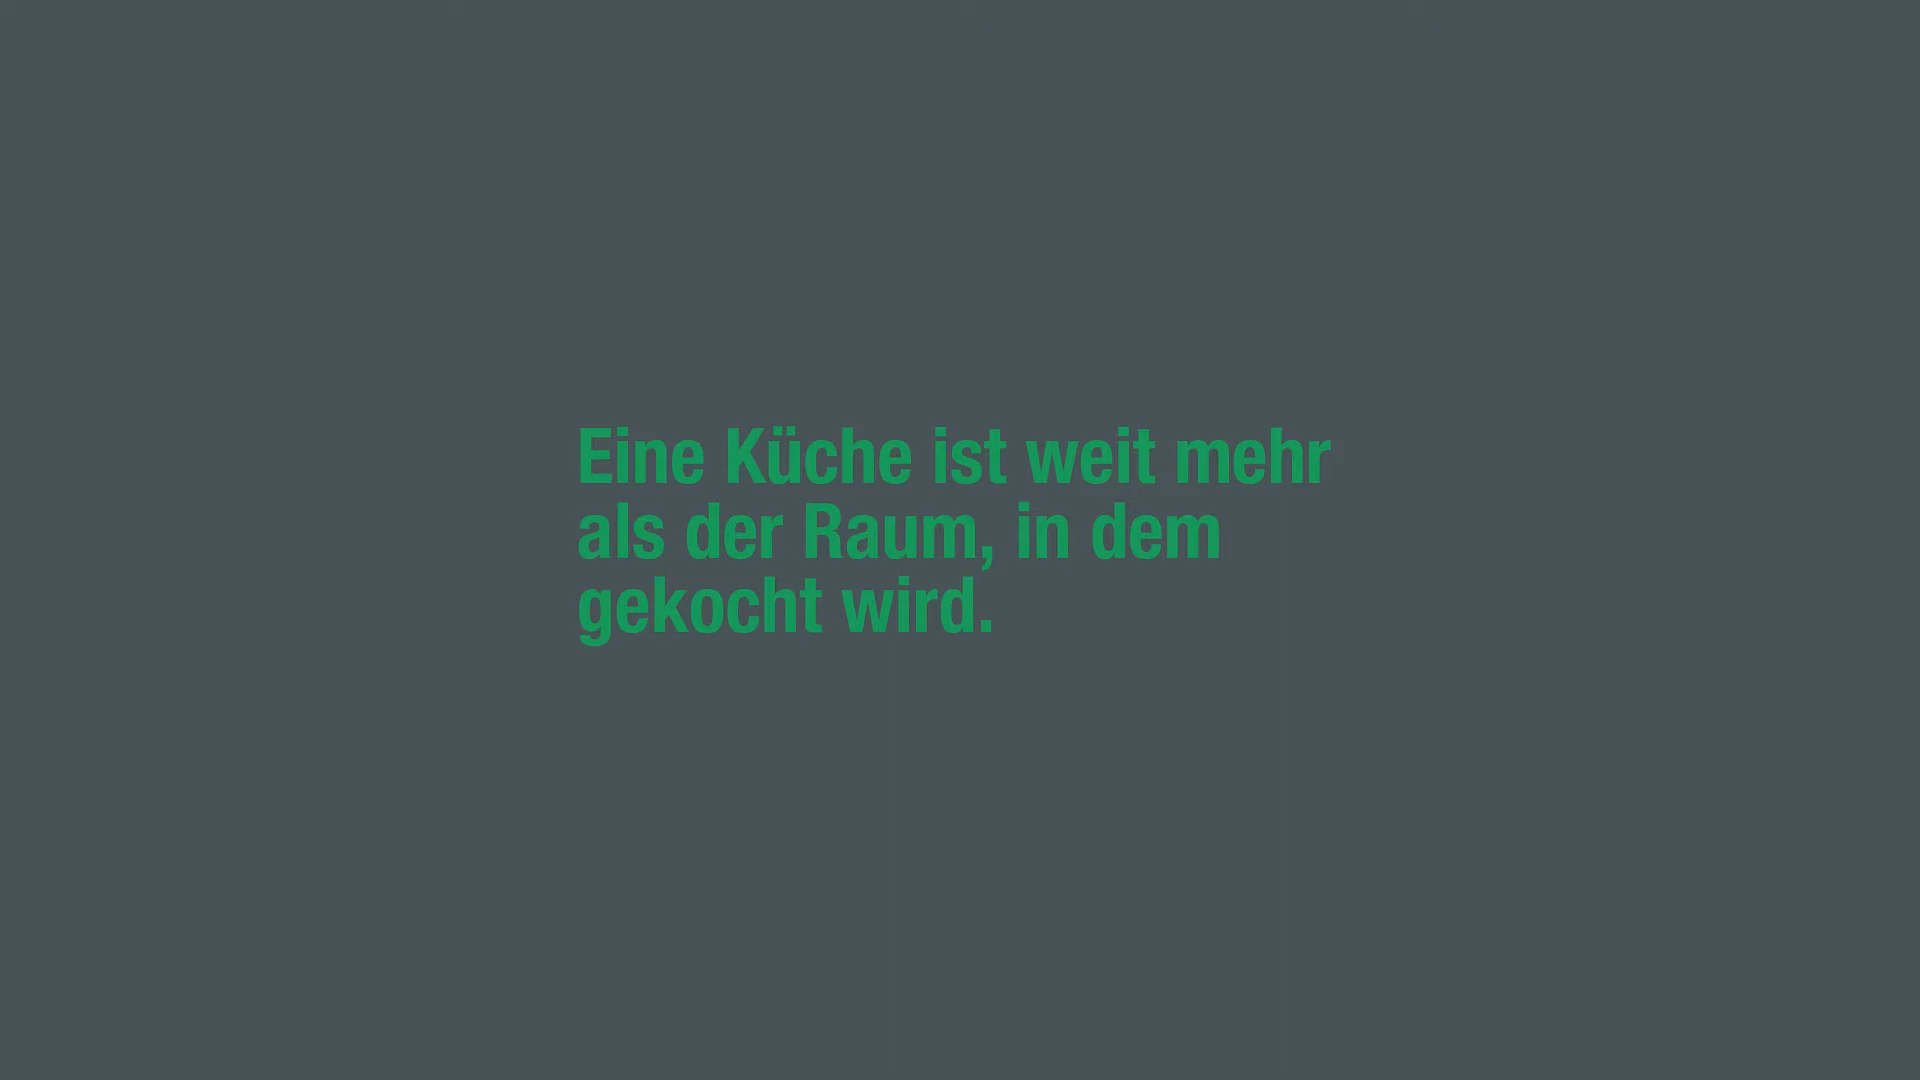 Eine Küche ist weit mehr
als der Raum, in dem
gekocht wird.